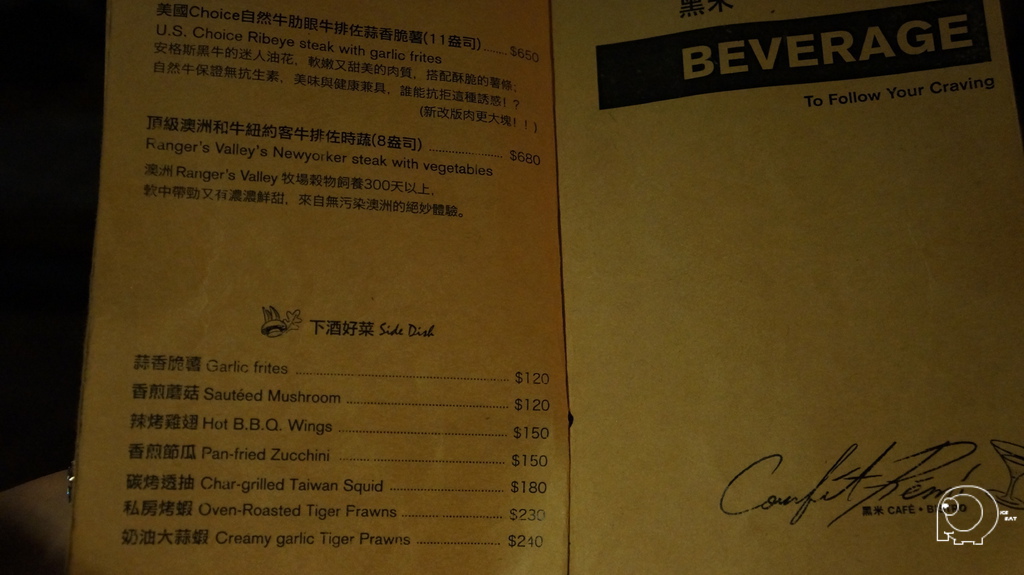 美國Choice自然牛肋眼牛排佐蒜香脆薯(11盎司)......$650
U.S. Choice Ribeye steak with garlic frites
安格斯黑牛的迷人油花，軟嫩又甜美的肉質，搭配酥脆的薯條；
自然牛保證無抗生素，美味與健康兼具，誰能抗拒這種誘惑！？
(新改版肉更大塊！！)
頂級澳洲和牛紐約客牛排佐時蔬(8盎司)......$680
Ranger's Valley's Newyorker steak with vegetables
澳洲 Ranger's Valley 牧場穀物飼養300天以上，
軟中帶勁又有濃濃鮮甜，來自無污染澳洲的絕妙體驗。
下酒好菜 Side Dish
蒜香脆薯 Garlic frites......$120
香煎蘑菇 Sautéed Mushroom......$120
辣烤雞翅 Hot B.B.Q. Wings......$150
香煎節瓜 Pan-fried Zucchini......$150
碳烤透抽 Char-grilled Taiwan Squid......$180
私房烤蝦 Oven-Roasted Tiger Frawns......$230
奶油大蒜蝦 Creamy garlic Tiger Prawns......$240
黑米
BEVERAGE
To Follow Your Craving
Confit Rémi
黑米 CAFÉ • BISTRO
ICE
EAT